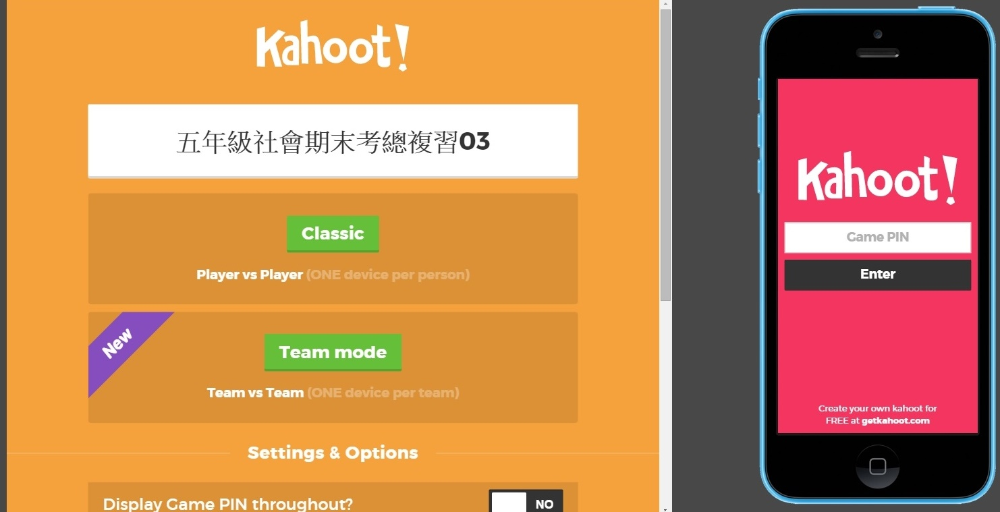 Kahoot!
五年級社會期末考總複習03
Classic
Player vs Player (ONE device per person)
New
Team mode
Team vs Team (ONE device per team)
Settings & Options
Display Game PIN throughout?
NO
Kahoot!
Game PIN
Enter
Create your own kahoot for
FREE at getkahoot.com